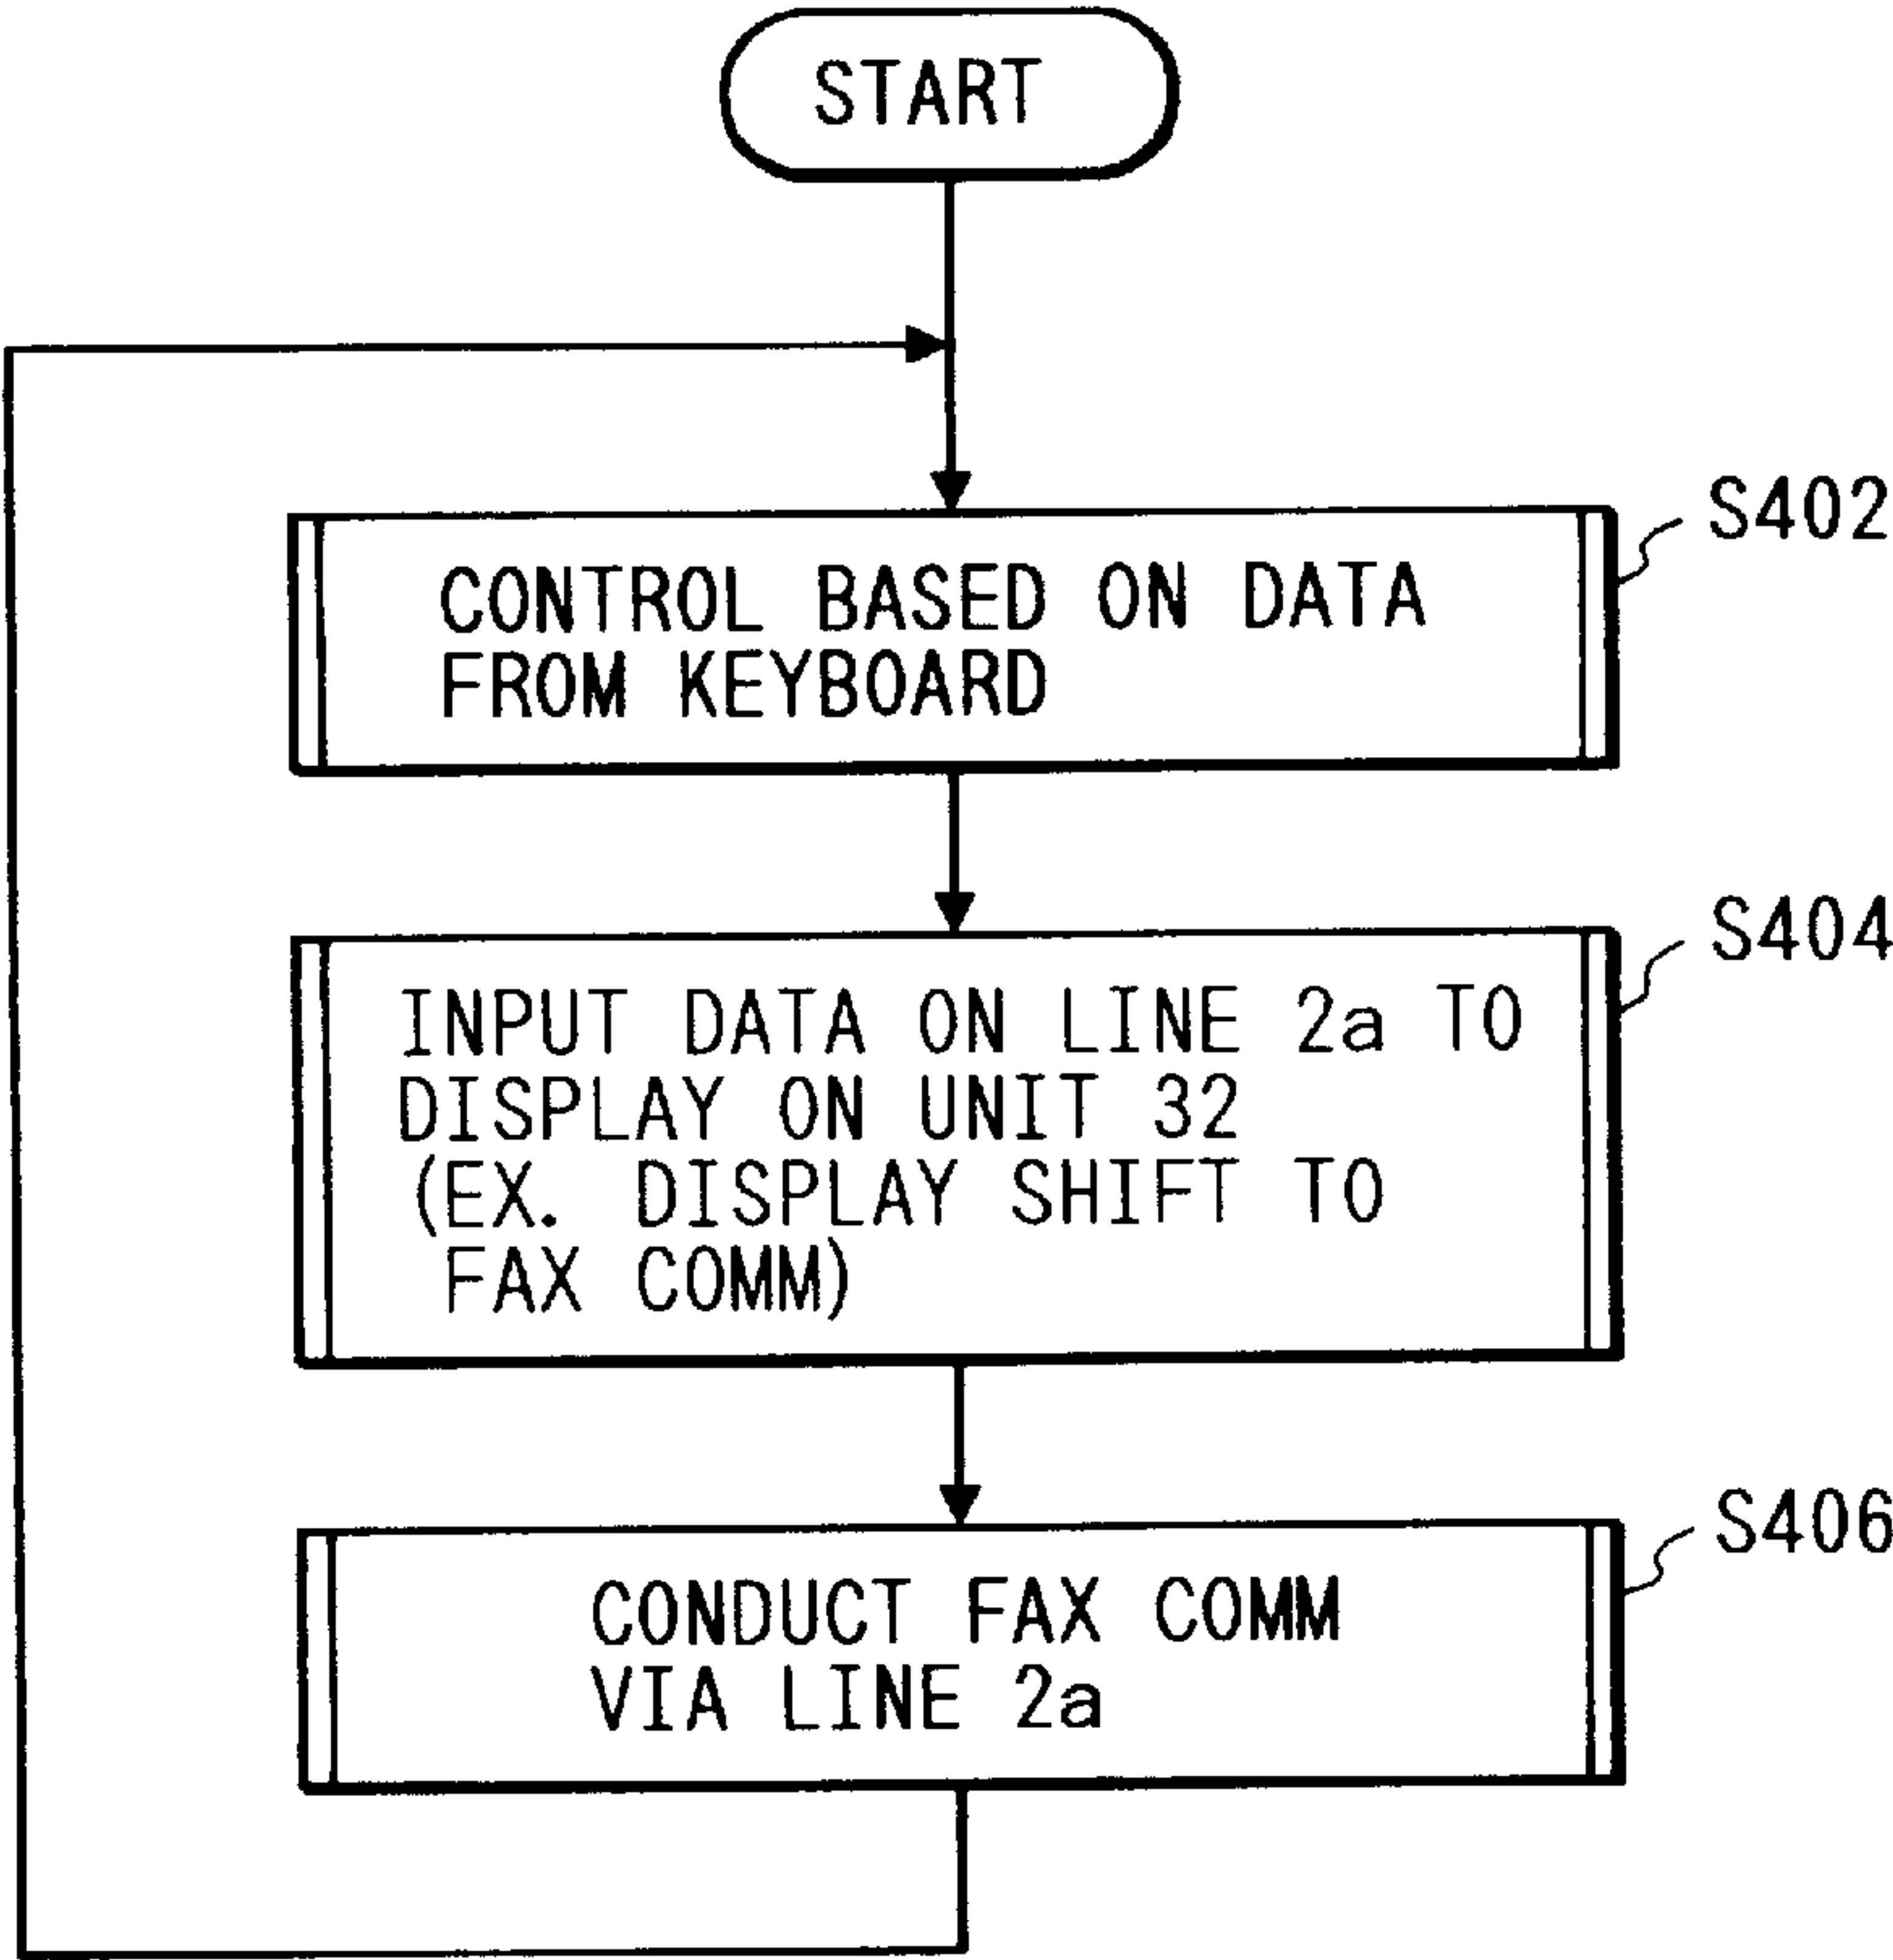 START
S402
CONTROL BASED ON DATA
FROM KEYBOARD
S404
INPUT DATA ON LINE 2a TO
DISPLAY ON UNIT 32
(EX. DISPLAY SHIFT TO
FAX COMM)
S406
CONDUCT FAX COMM
VIA LINE 2a